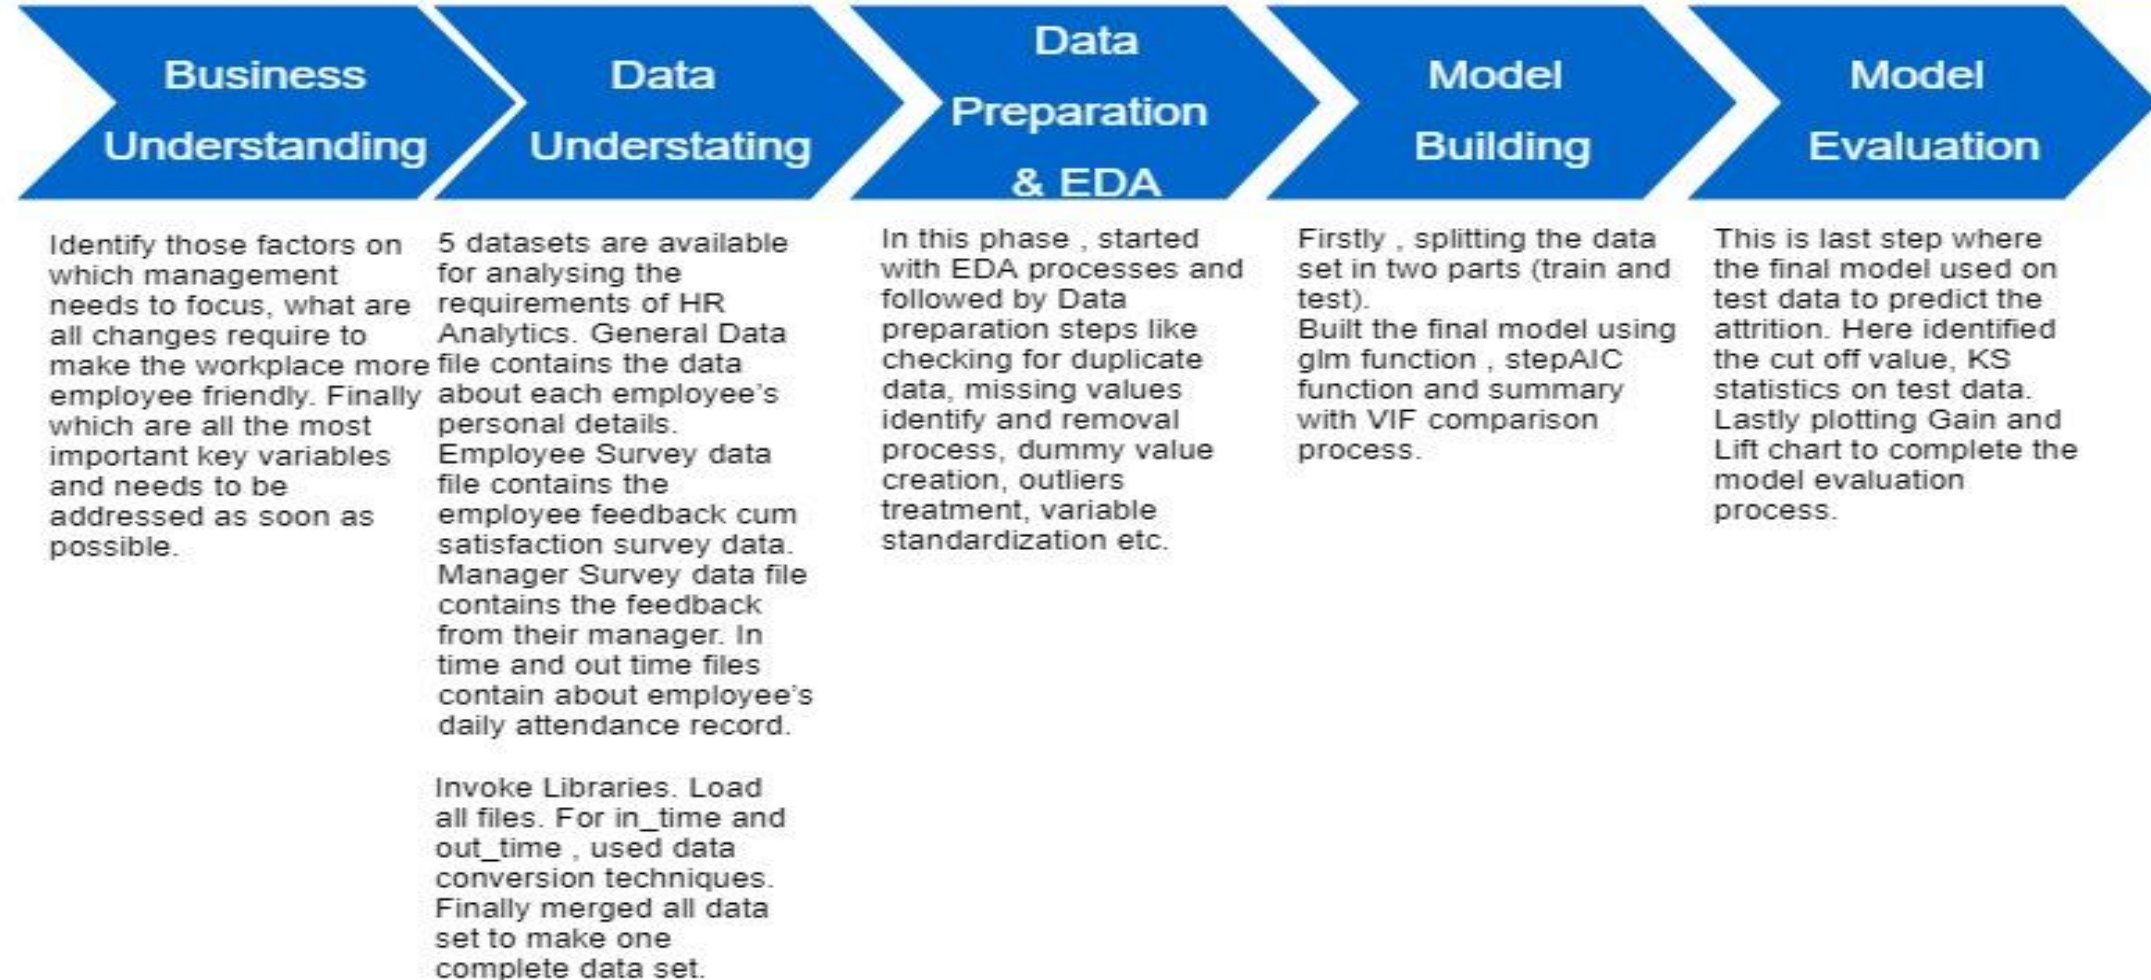 Business
Understanding
Data
Understating
Data
Preparation
& EDA
Model
Building
Model
Evaluation
Identify those factors on
which management
needs to focus, what are
all changes require to
make the workplace more
employee friendly. Finally
which are all the most
important key variables
and needs to be
addressed as soon as
possible.
5 datasets are available
for analysing the
requirements of HR
Analytics. General Data
file contains the data
about each employee's
personal details.
Employee Survey data
file contains the
employee feedback cum
satisfaction survey data.
Manager Survey data file
contains the feedback
from their manager. In
time and out time files
contain about employee's
daily attendance record.
Invoke Libraries. Load
all files. For in_time and
out_time , used data
conversion techniques.
Finally merged all data
set to make one
complete data set.
In this phase , started
with EDA processes and
followed by Data
preparation steps like
checking for duplicate
data, missing values
identify and removal
process, dummy value
creation, outliers
treatment, variable
standardization etc.
Firstly , splitting the data
set in two parts (train and
test).
Built the final model using
glm function , stepAIC
function and summary
with VIF comparison
process.
This is last step where
the final model used on
test data to predict the
attrition. Here identified
the cut off value, KS
statistics on test data.
Lastly plotting Gain and
Lift chart to complete the
model evaluation
process.